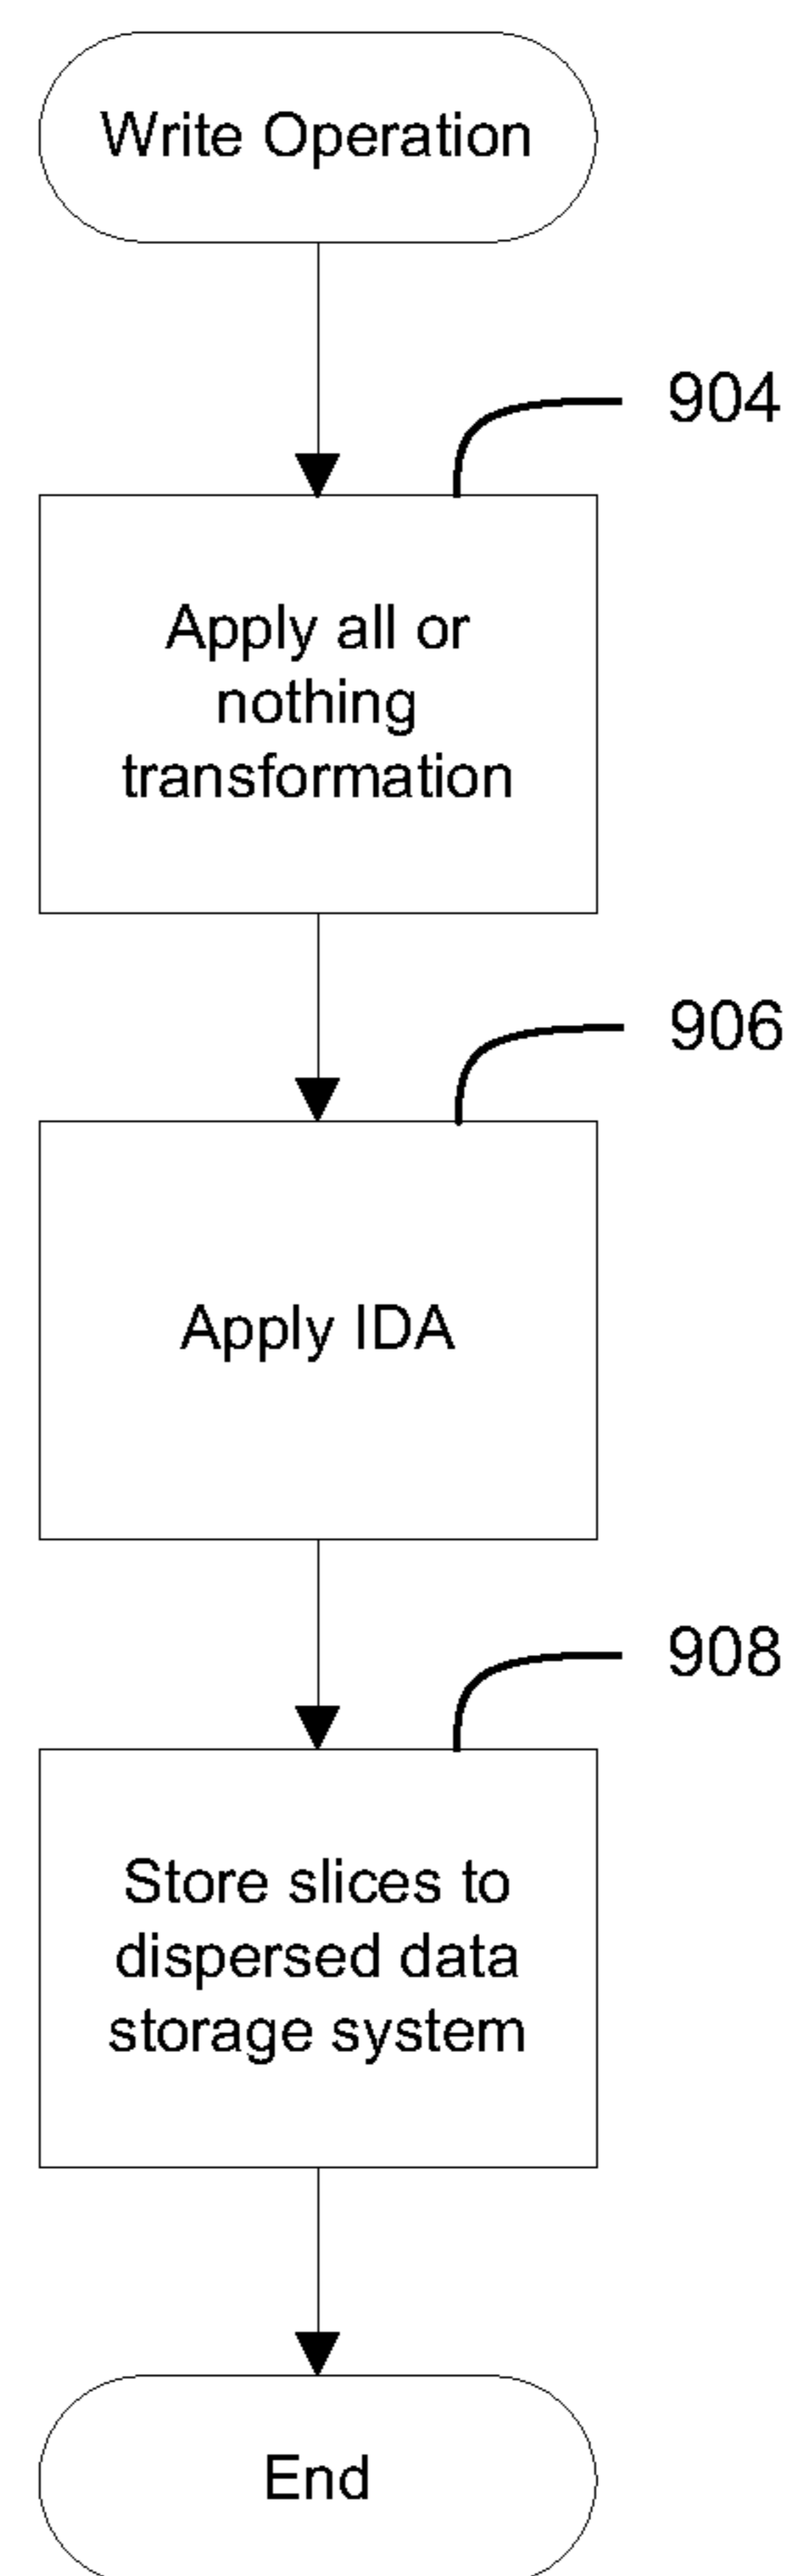 Write Operation
904
Apply all or
nothing
transformation
906
Apply IDA
908
Store slices to
dispersed data
storage system
End